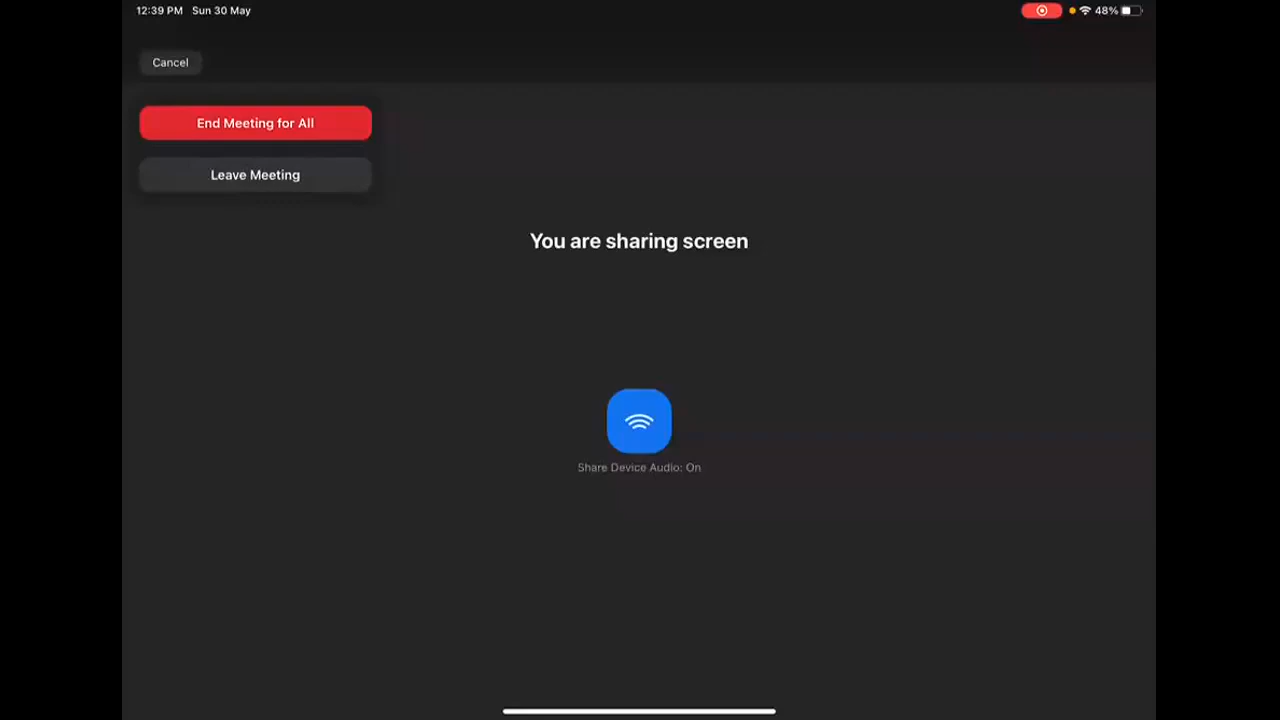 12:39 PM Sun 30 May 48%
Cancel
End Meeting for All
Leave Meeting
You are sharing screen
Share Device Audio: On